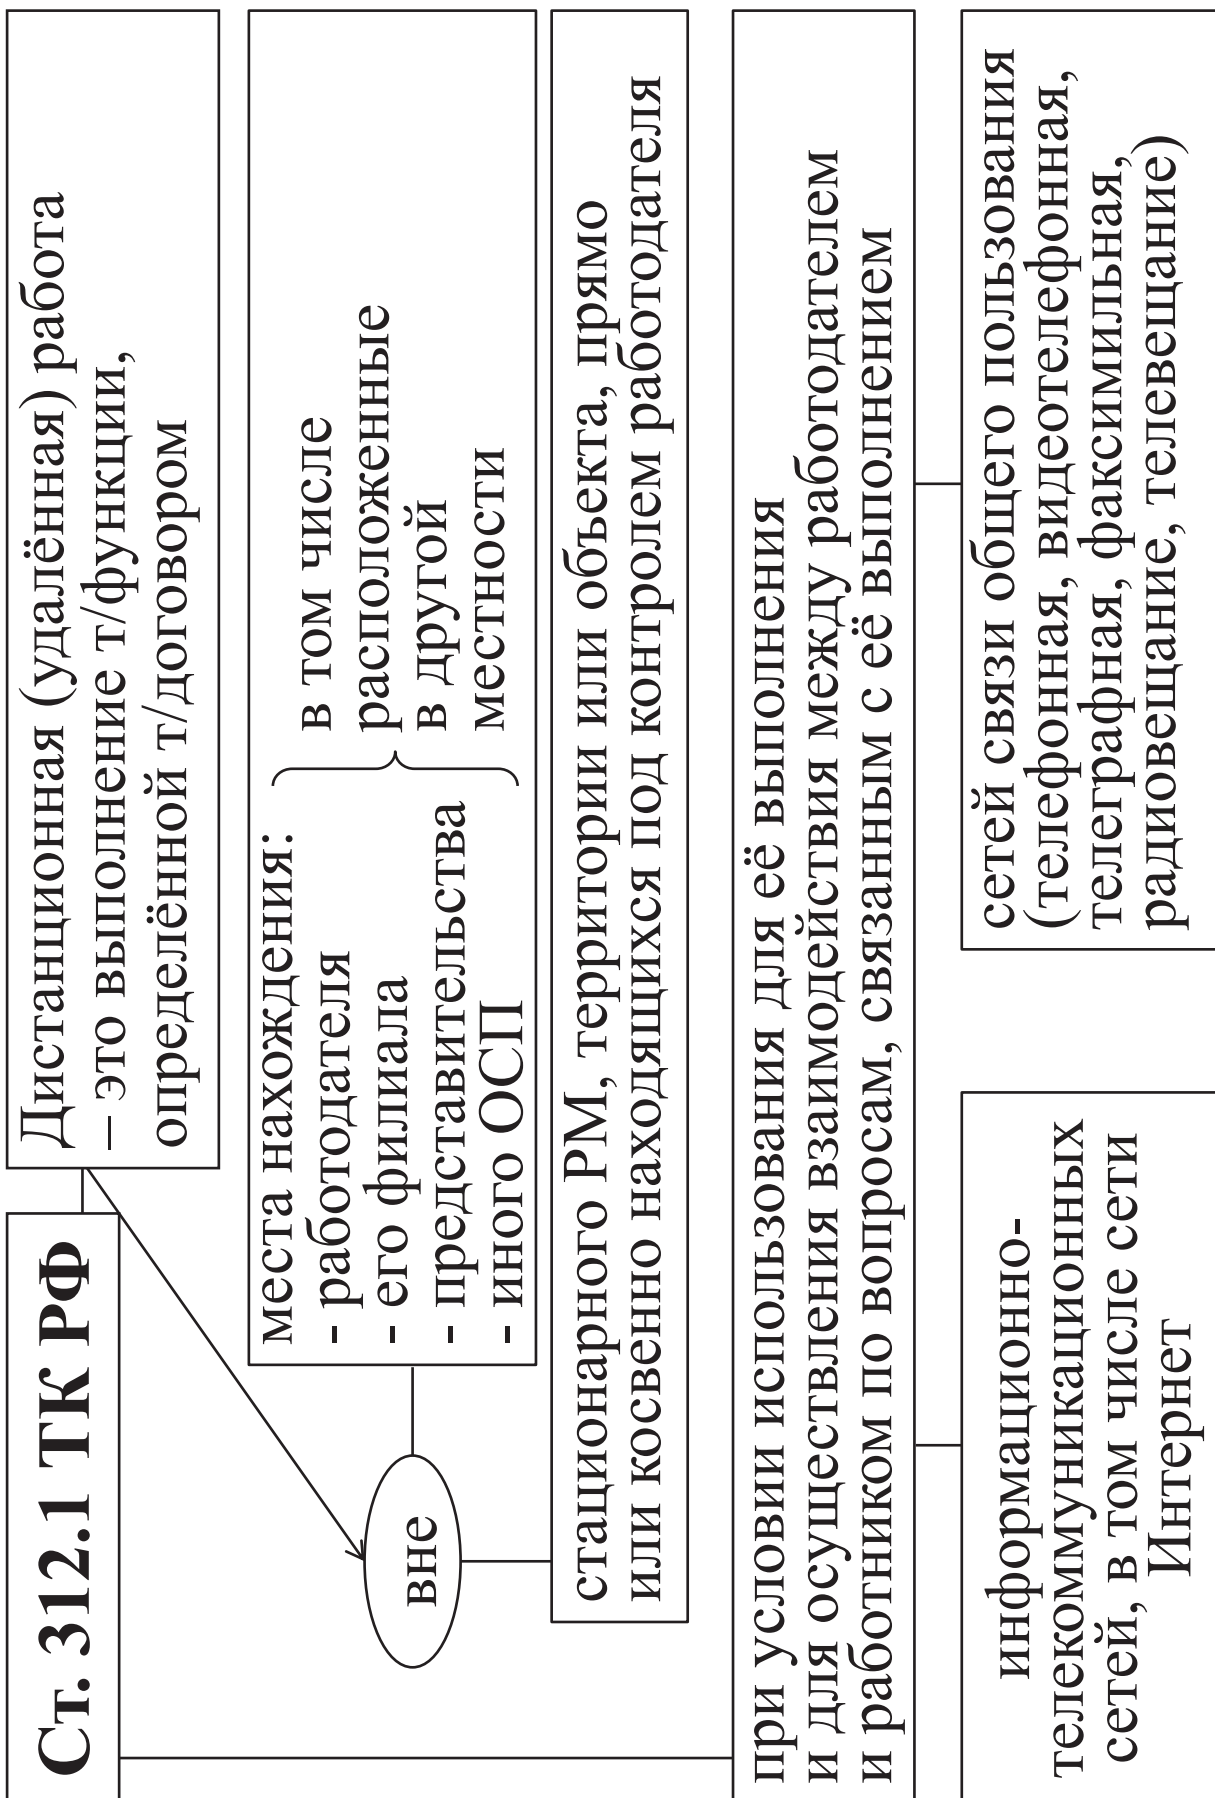 Ст. 312.1 ТК РФ
Дистанционная (удалённая) работа
– это выполнение т/функции,
определённой т/договором
вне
места нахождения:
- работодателя
- его филиала
- представительства
- иного ОСП
в том числе
расположенные
в другой
местности
стационарного РМ, территории или объекта, прямо
или косвенно находящихся под контролем работодателя
при условии использования для её выполнения
и для осуществления взаимодействия между работодателем
и работником по вопросам, связанным с её выполнением
информационно-
телекоммуникационных
сетей, в том числе сети
Интернет
сетей связи общего пользования
(телефонная, видеотелефонная,
телеграфная, факсимильная,
радиовещание, телевещание)